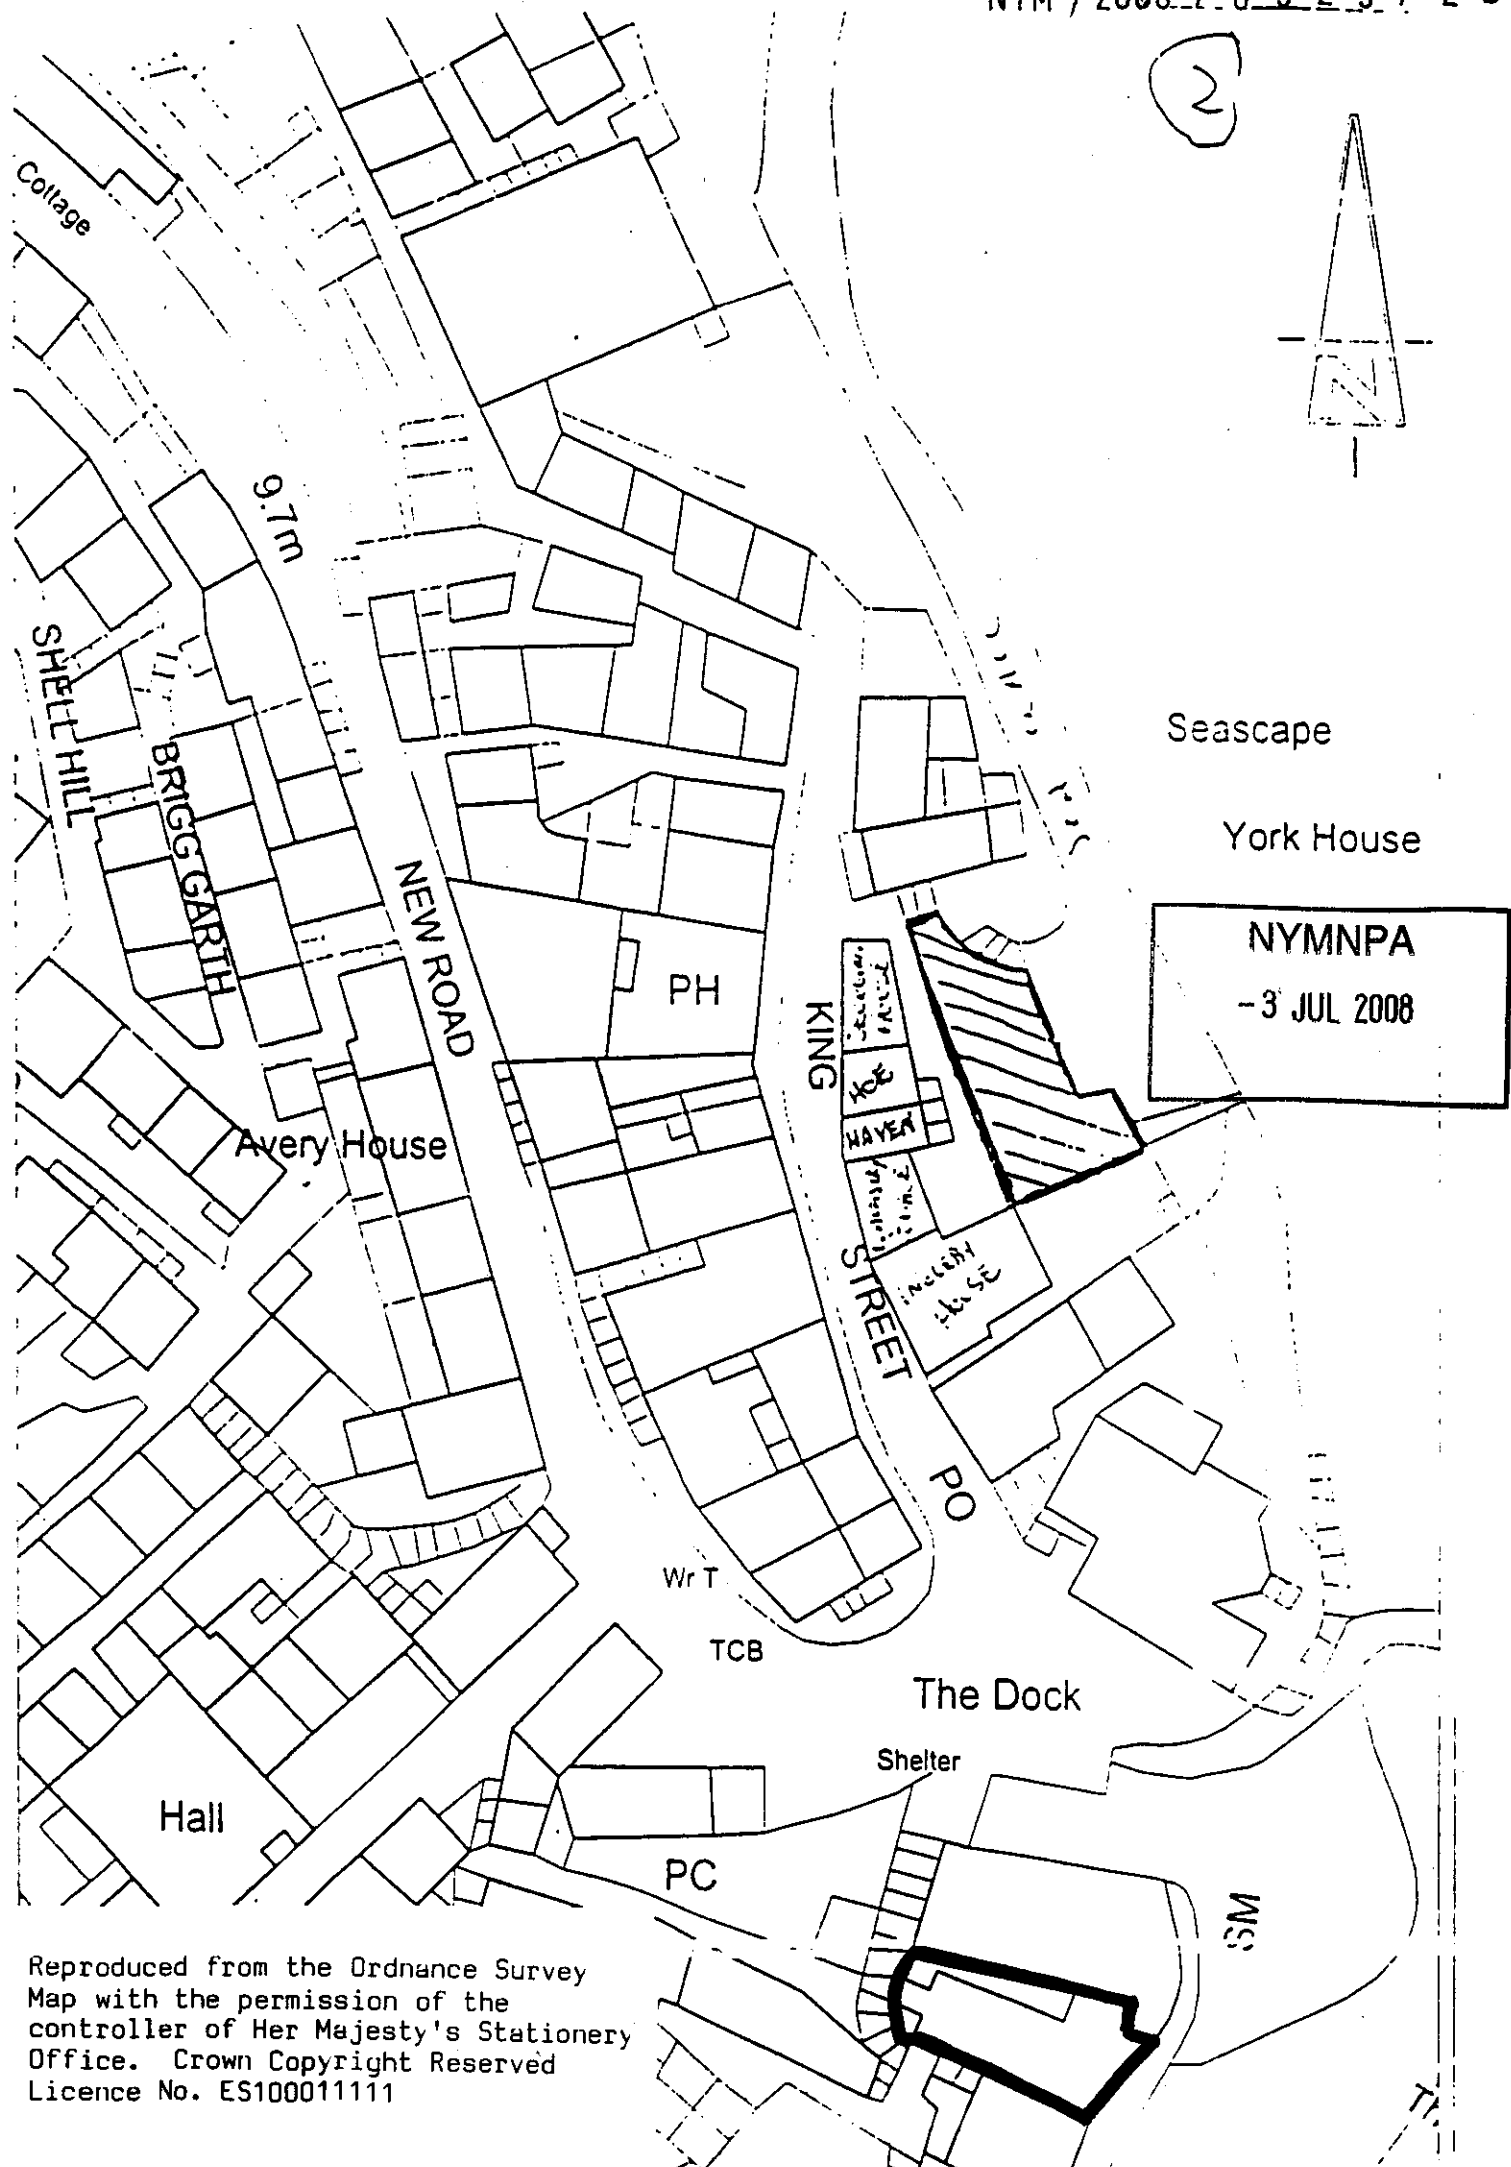 2
Cottage
9.7m
SHELL HILL
BRIGG GARTH
Seascape
York House
NEW ROAD
NYMNPA
-3 JUL 2008
PH
KING
HAVEN
Avery House
STREET
PO
Wr T
TCB
The Dock
Shelter
Hall
PC
SM
Reproduced from the Ordnance Survey
Map with the permission of the
controller of Her Majesty's Stationery
Office. Crown Copyright Reserved
Licence No. ES100011111